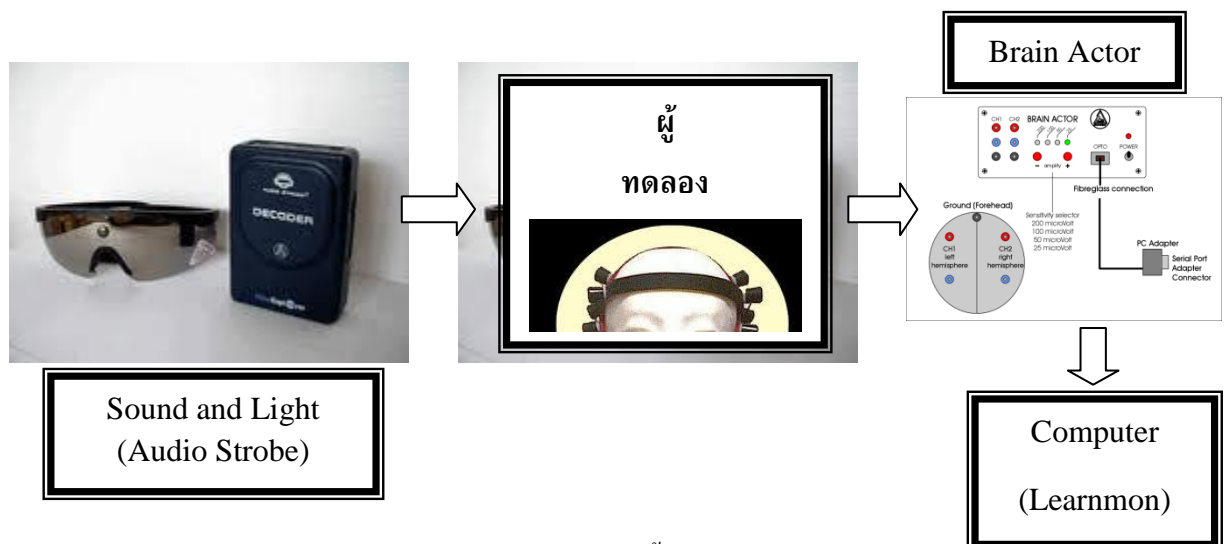 Brain Actor
ผู้
ทดลอง
DECODER
Sound and Light
(Audio Strobe)
CH1 CH2 BRAIN ACTOR
OPTO POWER
- amplify +
Fibreglass connection
Ground (Forehead)
Sensitivity selector
200 microVolt
100 microVolt
50 microVolt
25 microVolt
CH1
left
hemisphere
CH2
right
hemisphere
PC Adapter
Serial Port
Adapter
Connector
Computer
(Learnmon)